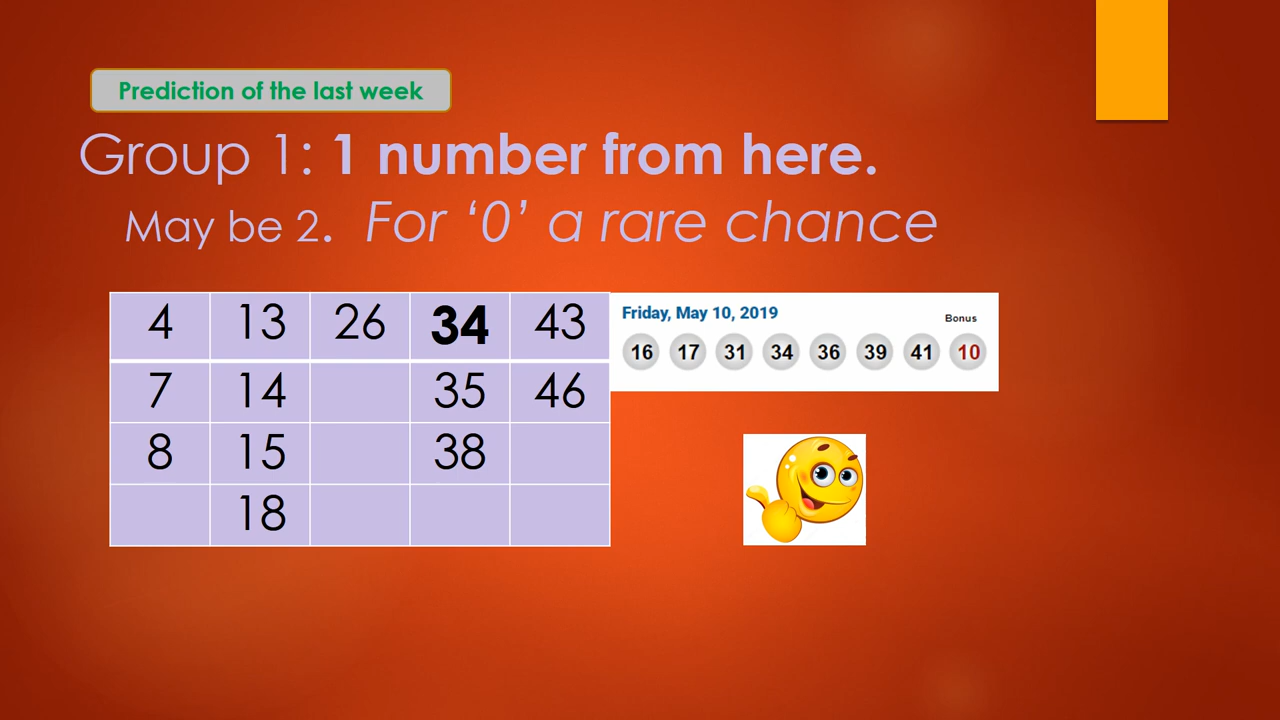 Prediction of the last week
Group 1: 1 number from here.
May be 2. For ‘0’ a rare chance
4 13 26 34 43
7 14 35 46
8 15 38
18
Friday, May 10, 2019
Bonus
16 17 31 34 36 39 41 10